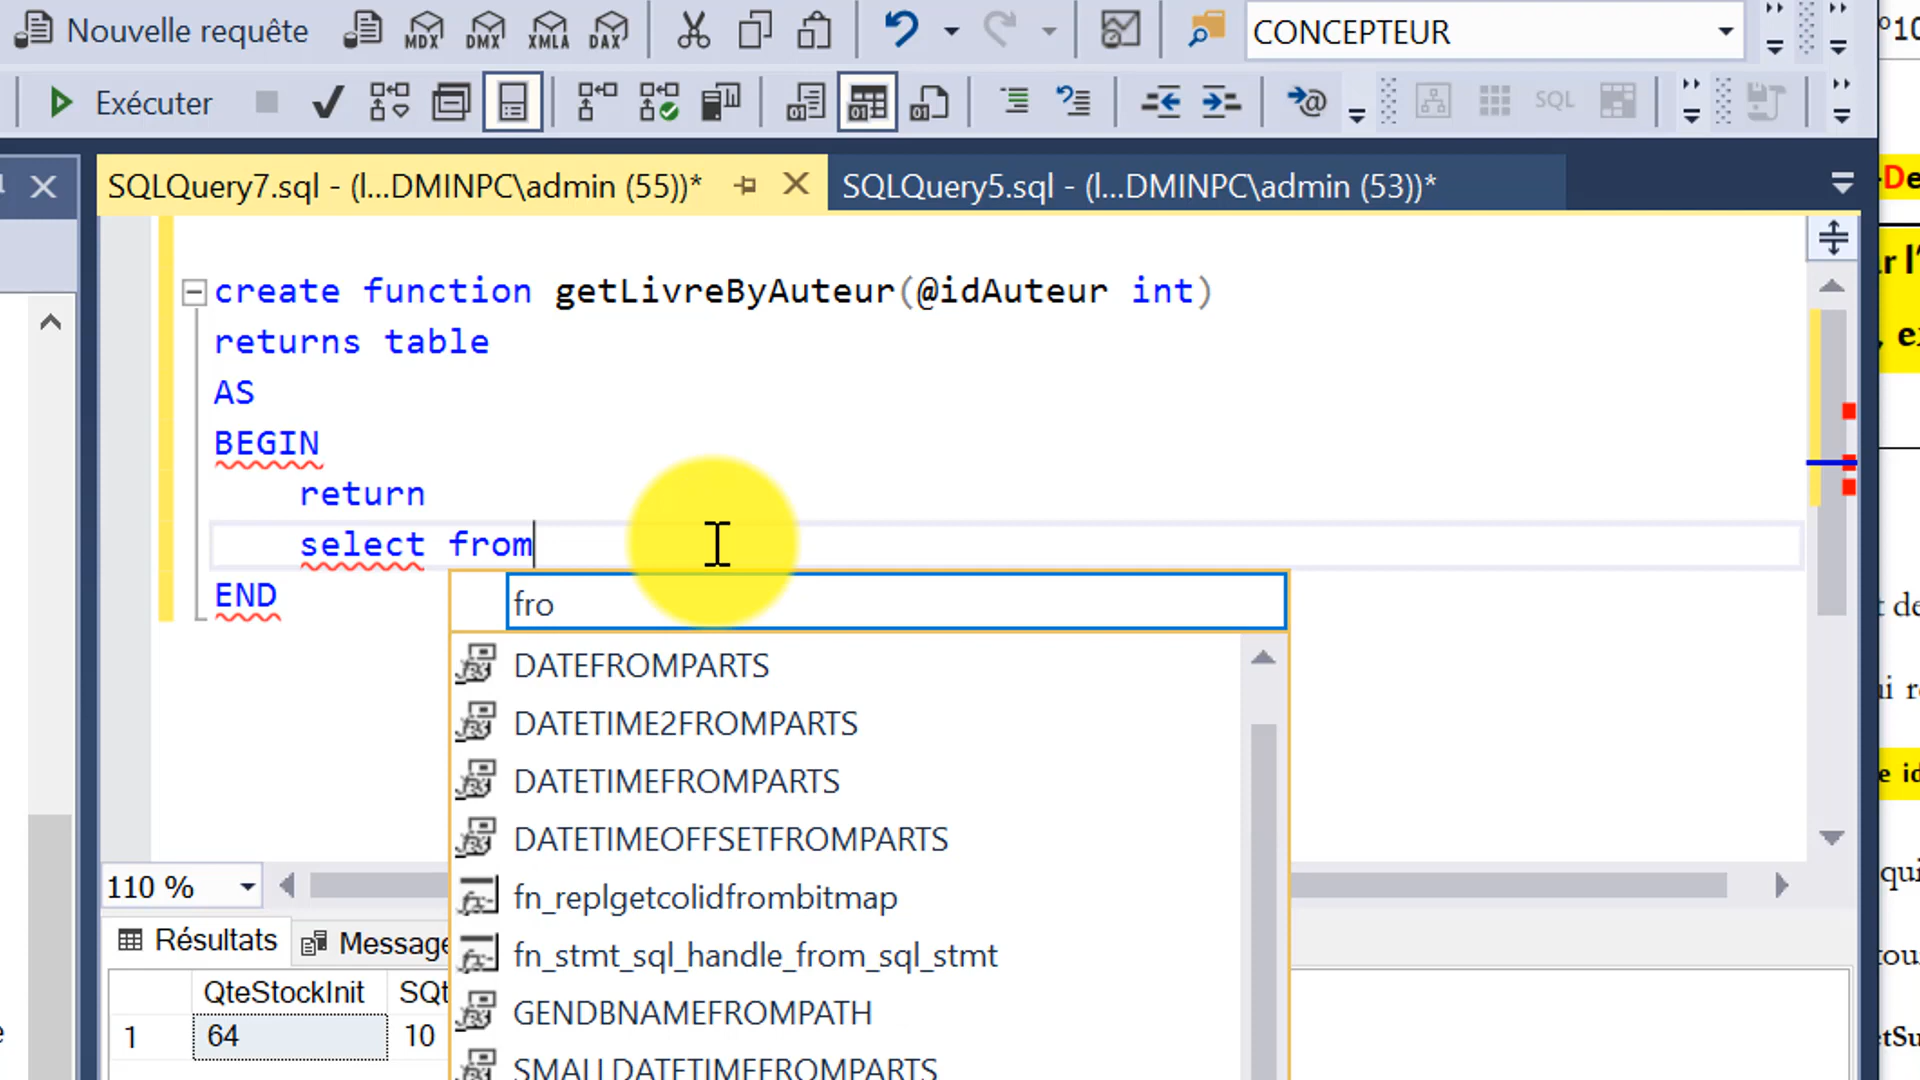 Nouvelle requête MDX DMX XMLA DAX CONCEPTEUR
Exécuter SQL
SQLQuery7.sql - (l...DMINPC\admin (55))* SQLQuery5.sql - (l...DMINPC\admin (53))*
create function getLivreByAuteur(@idAuteur int)
returns table
AS
BEGIN
return
select from
END
fro
DATEFROMPARTS
DATETIME2FROMPARTS
DATETIMEFROMPARTS
DATETIMEOFFSETFROMPARTS
fn_replgetcolidfrombitmap
fn_stmt_sql_handle_from_sql_stmt
GENDBNAMEFROMPATH
SMALLDATETIMEFROMPARTS
110 %
Résultats Message
QteStockInit SQt
1 64 10